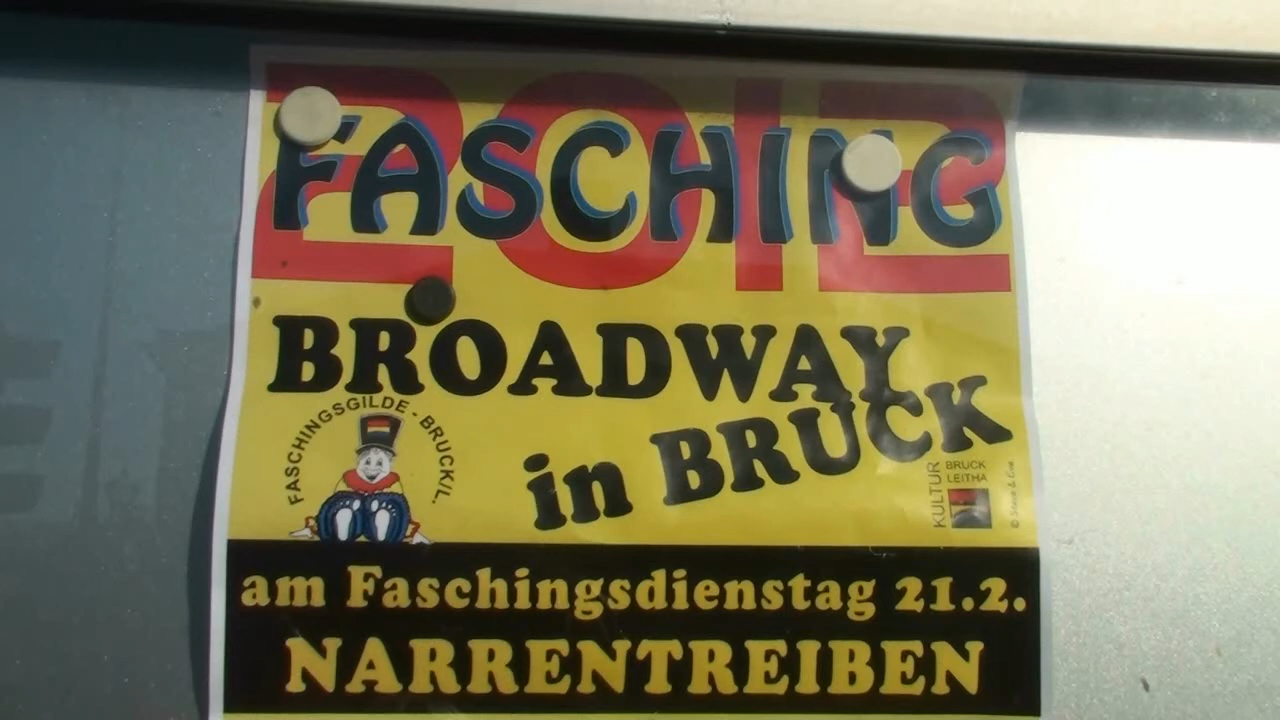 2012
FASCHING
BROADWAY
in BRUCK
FASCHINGSGILDE - BRUCK/L.
KULTUR
BRUCK
LEITHA
am Faschingsdienstag 21.2.
NARRENTREIBEN